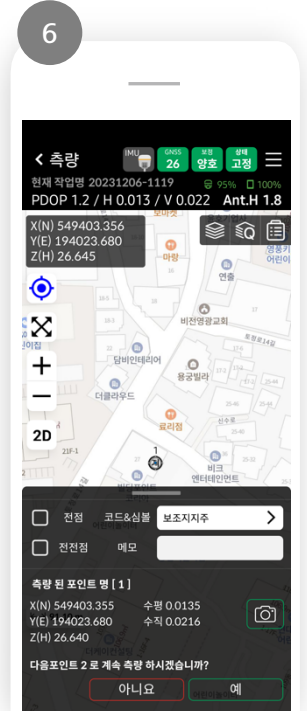 6
측량
IMU
GNSS
26
보정
양호
상태
고정
현재 작업명 20231206-1119
95%
100%
PDOP 1.2 / H 0.013 / V 0.022 Ant.H 1.8
X(N) 549403.356
Y(E) 194023.680
Z(H) 26.645
마랑
연출
비전영광교회
담비인테리어
용궁빌라
더클라우드
료리점
2D
21F-1
1
비크
엔터테인먼트
전점
코드&심볼
보조지지주
전전점
메모
측량 된 포인트 명 [ 1 ]
X(N) 549403.355
수평 0.0135
Y(E) 194023.680
수직 0.0216
Z(H) 26.640
다음포인트 2 로 계속 측량 하시겠습니까?
아니요
예